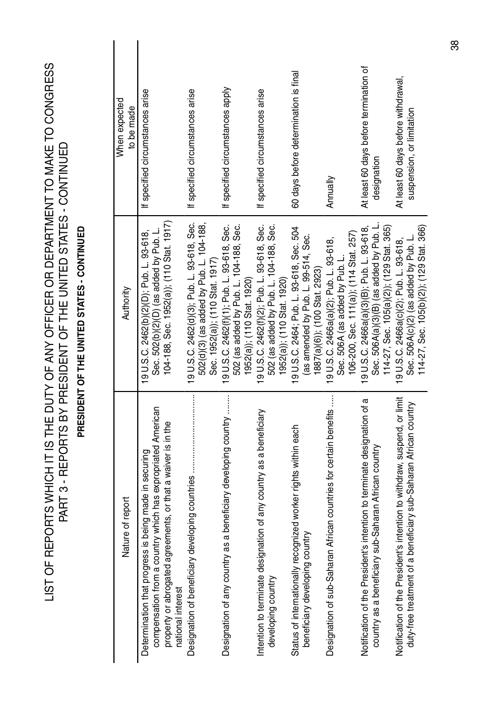 LIST OF REPORTS WHICH IT IS THE DUTY OF ANY OFFICER OR DEPARTMENT TO MAKE TO CONGRESS
PART 3 - REPORTS BY PRESIDENT OF THE UNITED STATES - CONTINUED
PRESIDENT OF THE UNITED STATES - CONTINUED
Nature of report
Authority
When expected
to be made
Determination that progress is being made in securing
compensation from a country which has expropriated American
property or abrogated agreements, or that a waiver is in the
national interest
19 U.S.C. 2462(b)(2)(D); Pub. L. 93-618,
Sec. 502(b)(2)(D) (as added by Pub. L.
104-188, Sec. 1952(a)); (110 Stat. 1917)
If specified circumstances arise
Designation of beneficiary developing countries ..............................
19 U.S.C. 2462(d)(3); Pub. L. 93-618, Sec.
502(d)(3) (as added by Pub. L. 104-188,
Sec. 1952(a)); (110 Stat. 1917)
If specified circumstances arise
Designation of any country as a beneficiary developing country ........
19 U.S.C. 2462(f)(1); Pub. L. 93-618, Sec.
502 (as added by Pub. L. 104-188, Sec.
1952(a)); (110 Stat. 1920)
If specified circumstances apply
Intention to terminate designation of any country as a beneficiary
developing country
19 U.S.C. 2462(f)(2); Pub. L. 93-618, Sec.
502 (as added by Pub. L. 104-188, Sec.
1952(a)); (110 Stat. 1920)
If specified circumstances arise
Status of internationally recognized worker rights within each
beneficiary developing country
19 U.S.C. 2464; Pub. L. 93-618, Sec. 504
(as amended by Pub. L. 99-514, Sec.
1887(a)(6)); (100 Stat. 2923)
60 days before determination is final
Designation of sub-Saharan African countries for certain benefits .....
19 U.S.C. 2466a(a)(2); Pub. L. 93-618,
Sec. 506A (as added by Pub. L.
106-200, Sec. 111(a)); (114 Stat. 257)
Annually
Notification of the President's intention to terminate designation of a
country as a beneficiary sub-Saharan African country
19 U.S.C. 2466a(a)(3)(B); Pub. L. 93-618,
Sec. 506A(a)(3)(B) (as added by Pub. L.
114-27, Sec. 105(a)(2)); (129 Stat. 365)
At least 60 days before termination of
designation
Notification of the President's intention to withdraw, suspend, or limit
duty-free treatment of a beneficiary sub-Saharan African country
19 U.S.C. 2466a(c)(2); Pub. L. 93-618,
Sec. 506A(c)(2) (as added by Pub. L.
114-27, Sec. 105(b)(2)); (129 Stat. 366)
At least 60 days before withdrawal,
suspension, or limitation
38